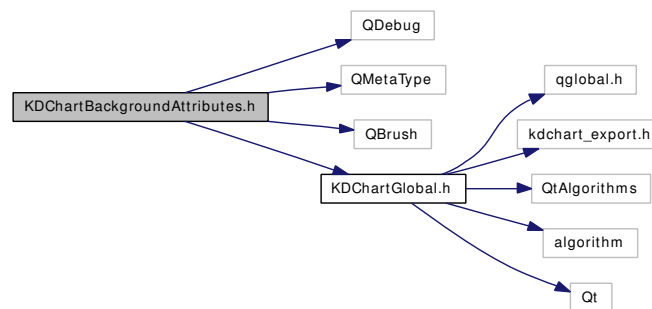 QDebug
QMetaType
KDChartBackgroundAttributes.h
QBrush
KDChartGlobal.h
qglobal.h
kdchart_export.h
QtAlgorithms
algorithm
Qt